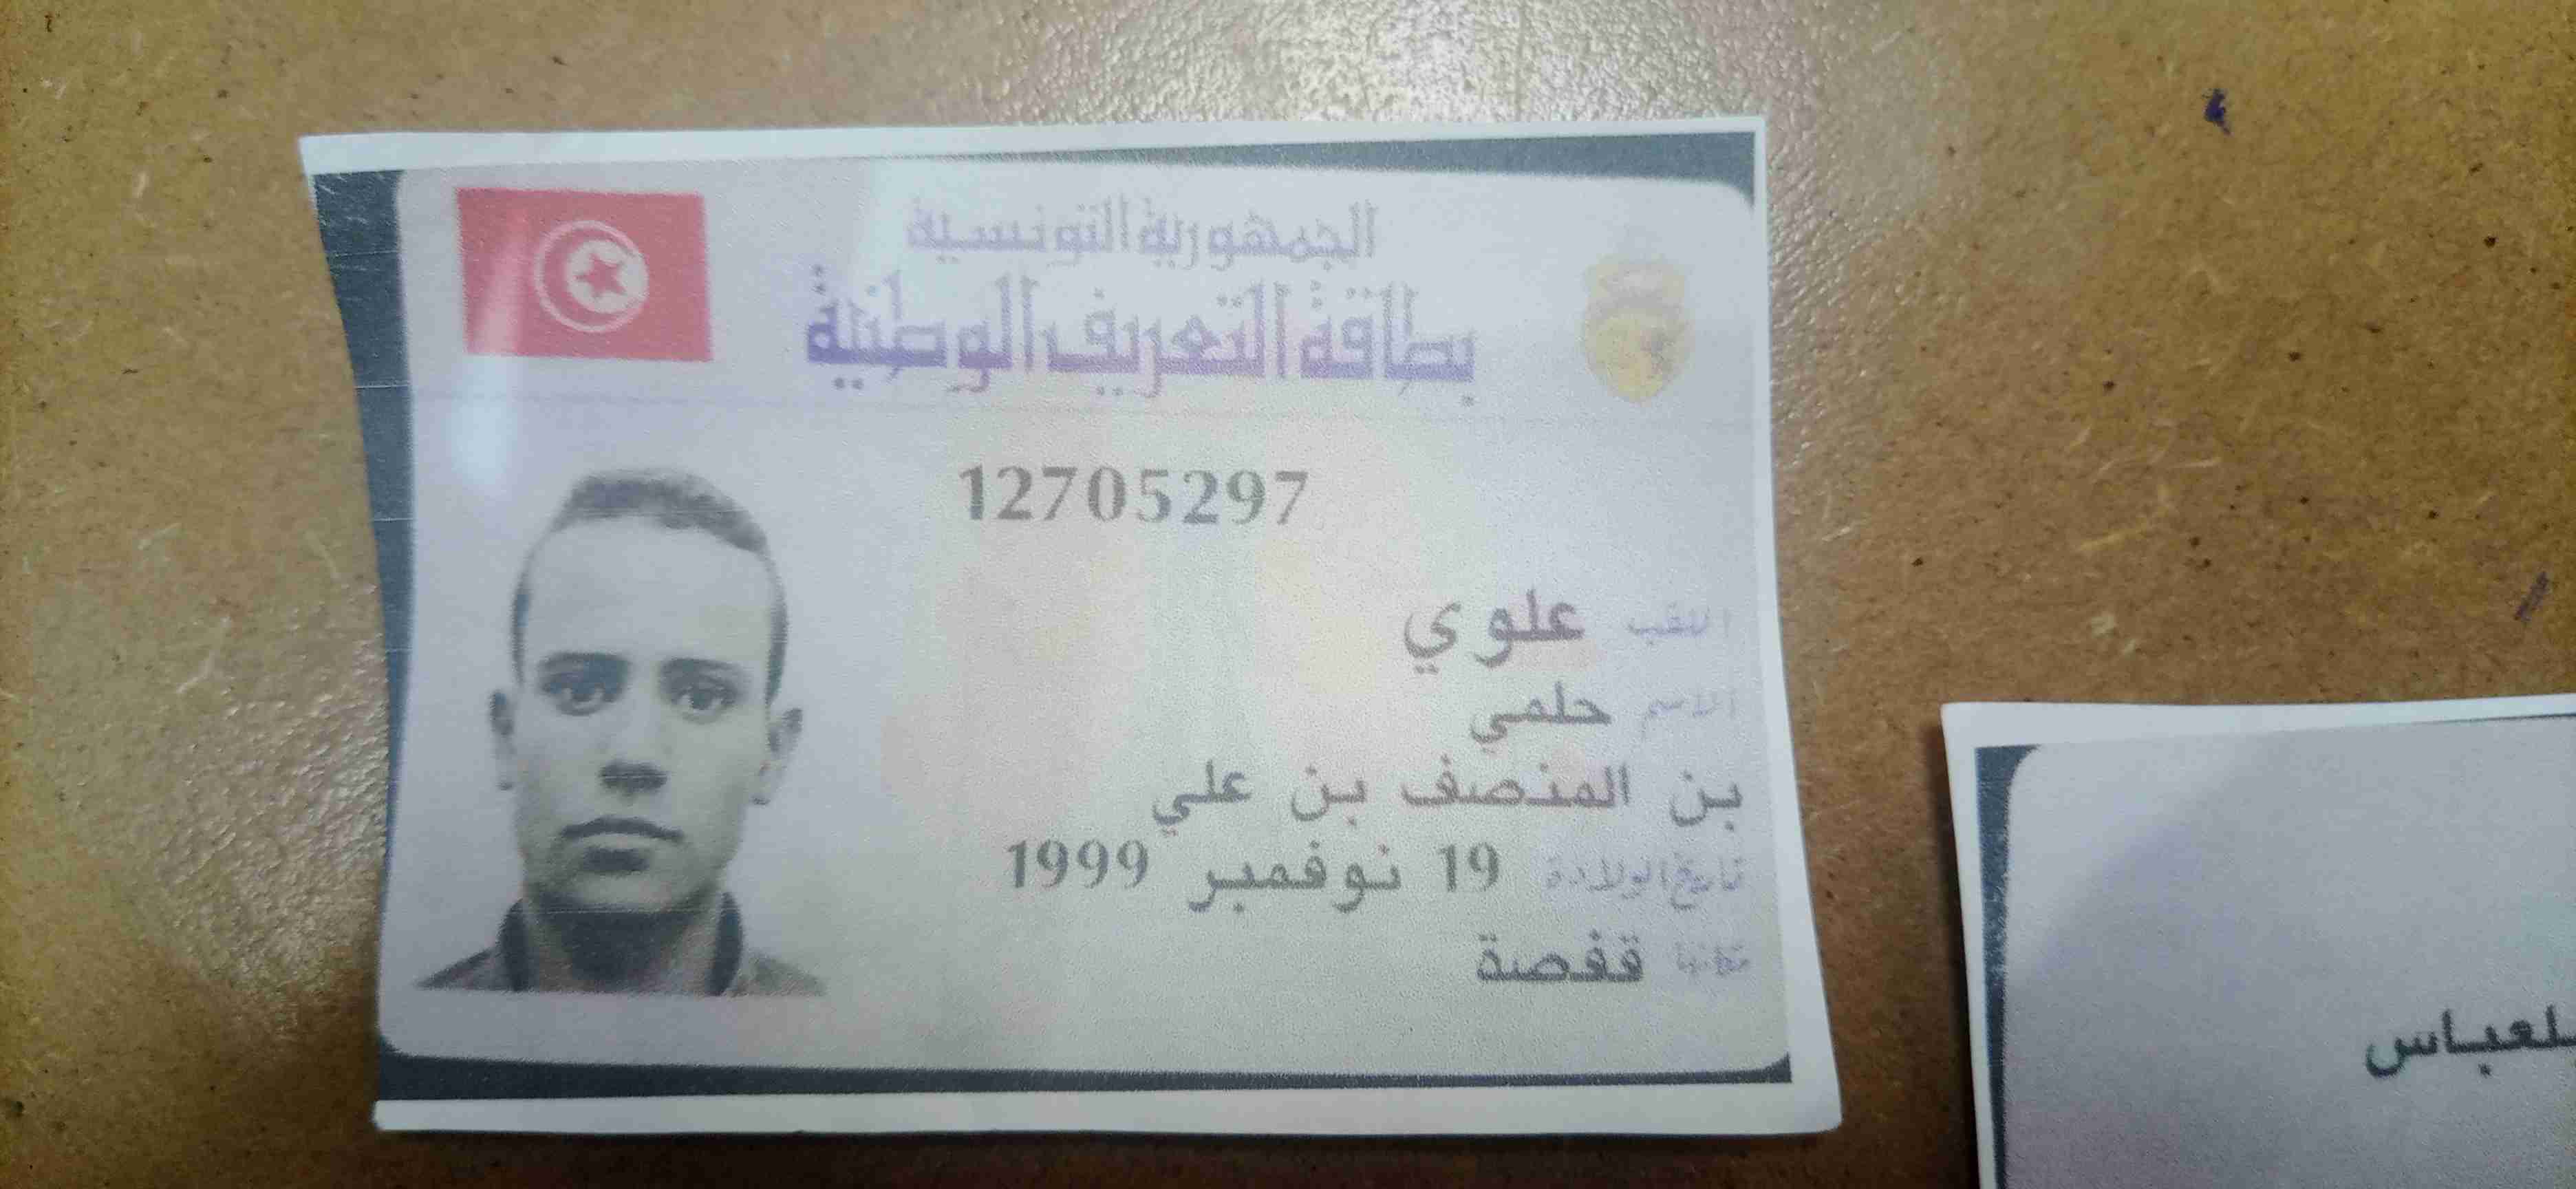 الجمهورية التونسية
بطاقة التعريف الوطنية
12705297
اللقب علوي
الاسم حلمي
بن المنصف بن علي
تاريخ الولادة 19 نوفمبر 1999
مكانها قفصة